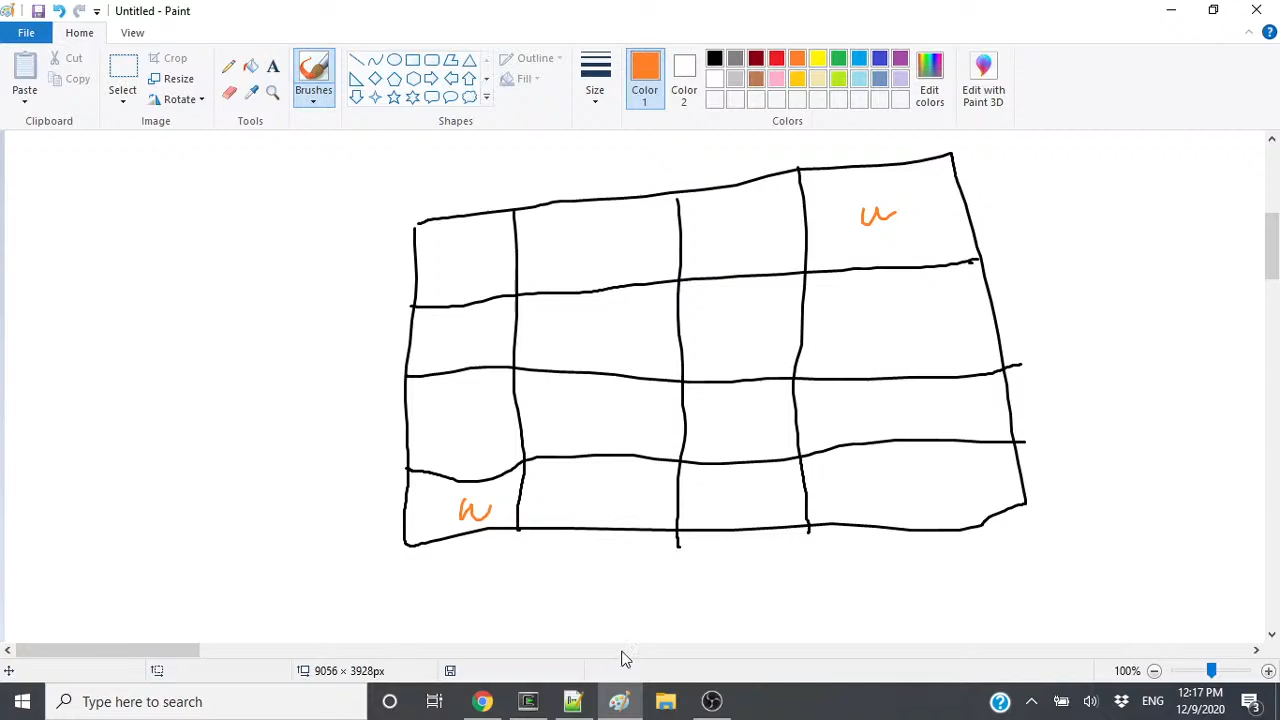 Untitled - Paint
File
Home
View
Paste
Cut
Copy
Clipboard
Select
Crop
Resize
Rotate
Image
Tools
Brushes
Shapes
Outline
Fill
Size
Color 1
Color 2
Colors
Edit colors
Edit with Paint 3D
u
u
9056 × 3928px
100%
Type here to search
ENG
12:17 PM
12/9/2020
3